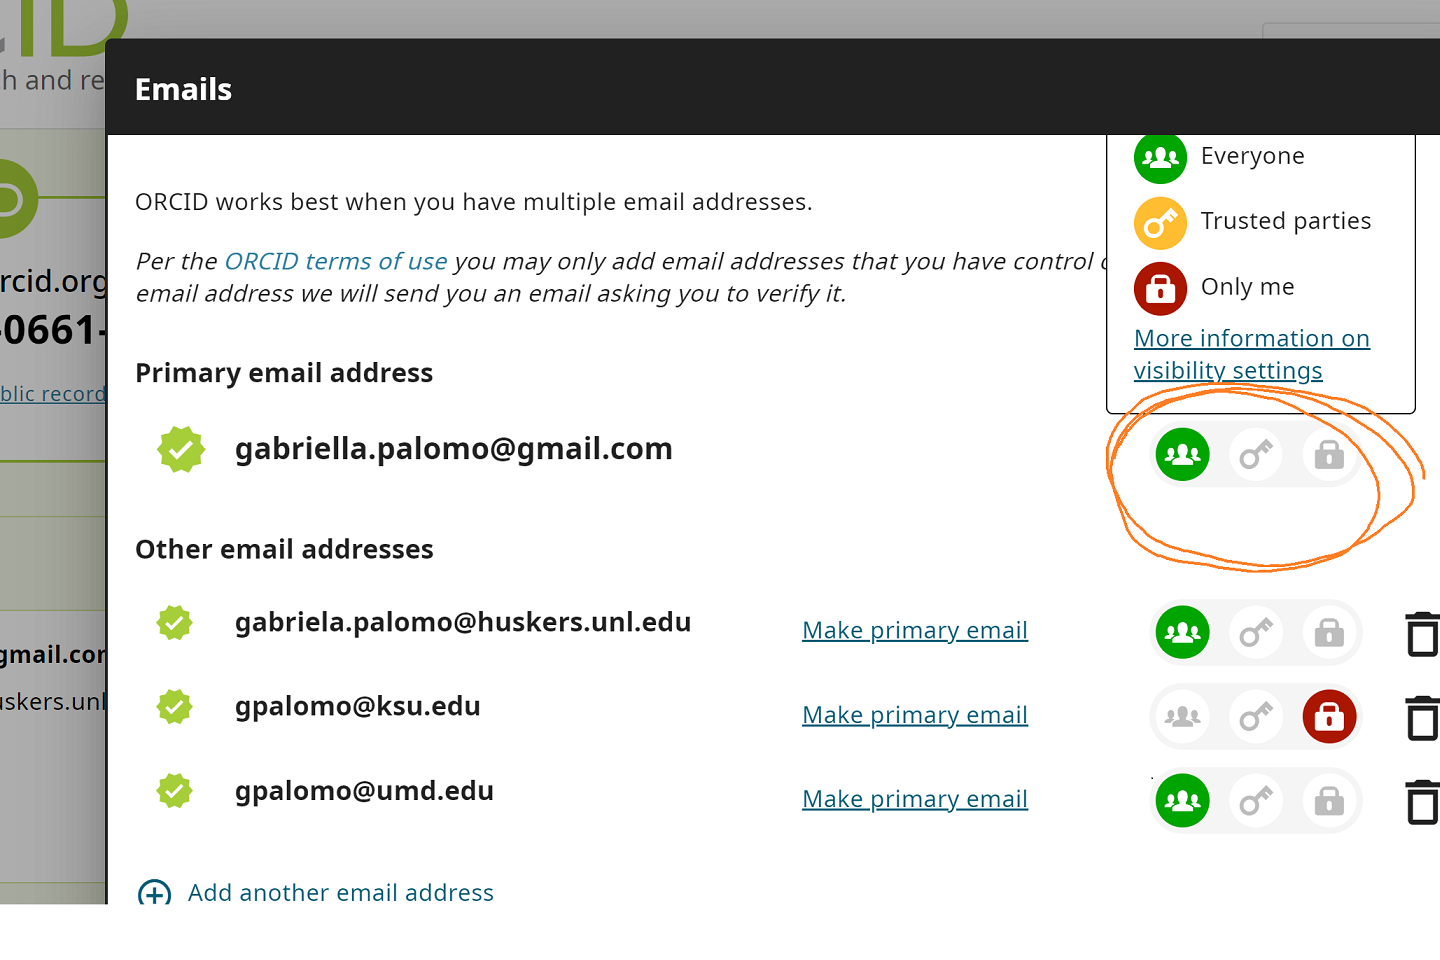 iD
h and re
Emails
Everyone
ORCID works best when you have multiple email addresses.
Trusted parties
Per the ORCID terms of use you may only add email addresses that you have control
email address we will send you an email asking you to verify it.
Only me
More information on
visibility settings
rcid.org
-0661-
blic record
Primary email address
gabriella.palomo@gmail.com
Other email addresses
gabriela.palomo@huskers.unl.edu
Make primary email
gmail.com
uskers.unl
gpalomo@ksu.edu
Make primary email
gpalomo@umd.edu
Make primary email
Add another email address